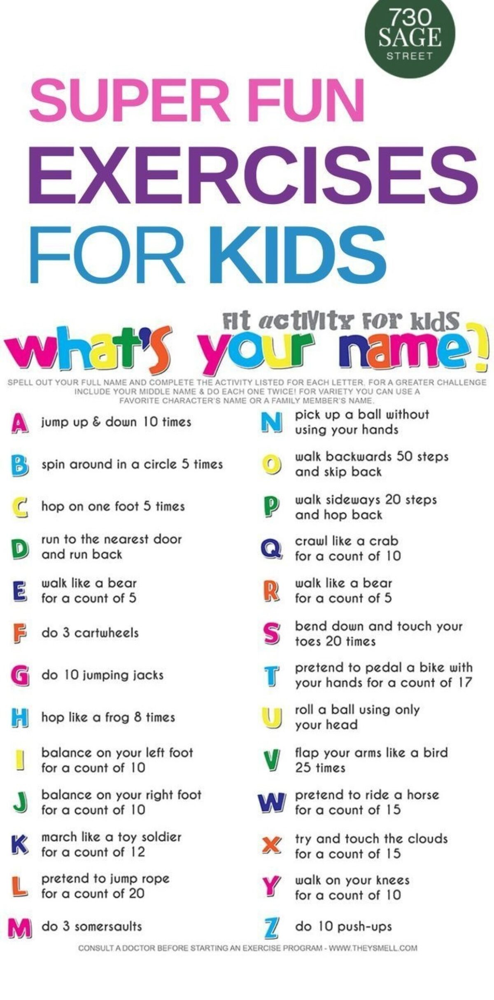 730
SAGE
STREET
SUPER FUN
EXERCISES
FOR KIDS
FIt actIVIty FOr kIdS
what's your name?
SPELL OUT YOUR FULL NAME AND COMPLETE THE ACTIVITY LISTED FOR EACH LETTER. FOR A GREATER CHALLENGE
INCLUDE YOUR MIDDLE NAME & DO EACH ONE TWICE! FOR VARIETY YOU CAN USE A
FAVORITE CHARACTER'S NAME OR A FAMILY MEMBER'S NAME.
A jump up & down 10 times
B spin around in a circle 5 times
C hop on one foot 5 times
D run to the nearest door
and run back
E walk like a bear
for a count of 5
F do 3 cartwheels
G do 10 jumping jacks
H hop like a frog 8 times
I balance on your left foot
for a count of 10
J balance on your right foot
for a count of 10
K march like a toy soldier
for a count of 12
L pretend to jump rope
for a count of 20
M do 3 somersaults
N pick up a ball without
using your hands
O walk backwards 50 steps
and skip back
P walk sideways 20 steps
and hop back
Q crawl like a crab
for a count of 10
R walk like a bear
for a count of 5
S bend down and touch your
toes 20 times
T pretend to pedal a bike with
your hands for a count of 17
U roll a ball using only
your head
V flap your arms like a bird
25 times
W pretend to ride a horse
for a count of 15
X try and touch the clouds
for a count of 15
Y walk on your knees
for a count of 10
Z do 10 push-ups
CONSULT A DOCTOR BEFORE STARTING AN EXERCISE PROGRAM - WWW.THEYSMELL.COM